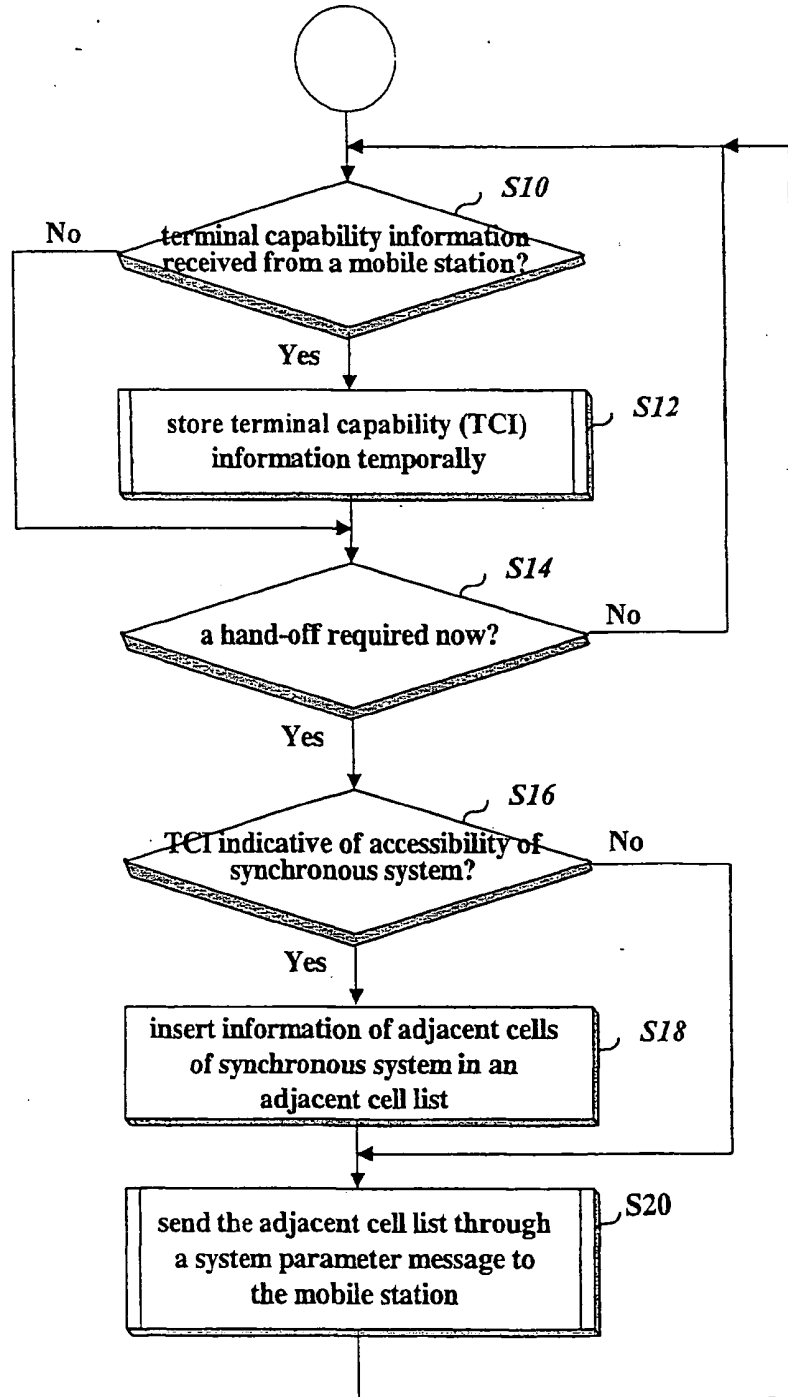 S10
No
terminal capability information
received from a mobile station?
Yes
S12
store terminal capability (TCI)
information temporally
S14
No
a hand-off required now?
Yes
S16
TCI indicative of accessibility of
synchronous system?
No
Yes
insert information of adjacent cells
of synchronous system in an
adjacent cell list
S18
S20
send the adjacent cell list through
a system parameter message to
the mobile station